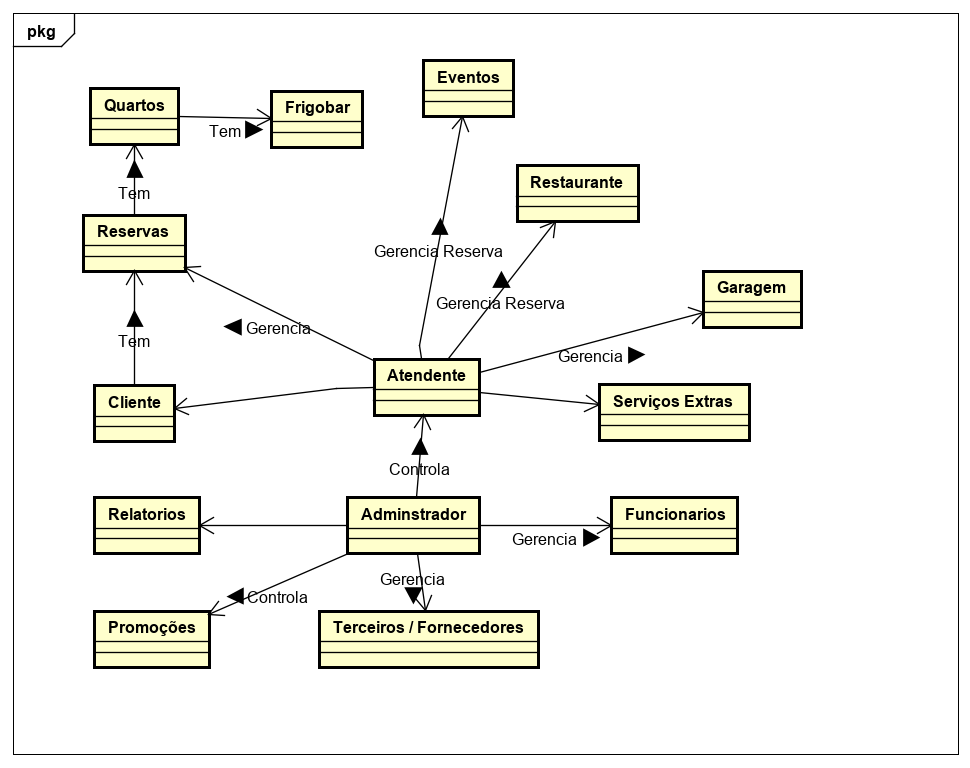 pkg
Eventos
Quartos
Frigobar
Tem
Restaurante
Tem
Reservas
Gerencia Reserva
Garagem
Gerencia Reserva
Gerencia
Tem
Gerencia
Atendente
Cliente
Serviços Extras
Controla
Relatorios
Adminstrador
Funcionarios
Gerencia
Gerencia
Controla
Promoções
Terceiros / Fornecedores